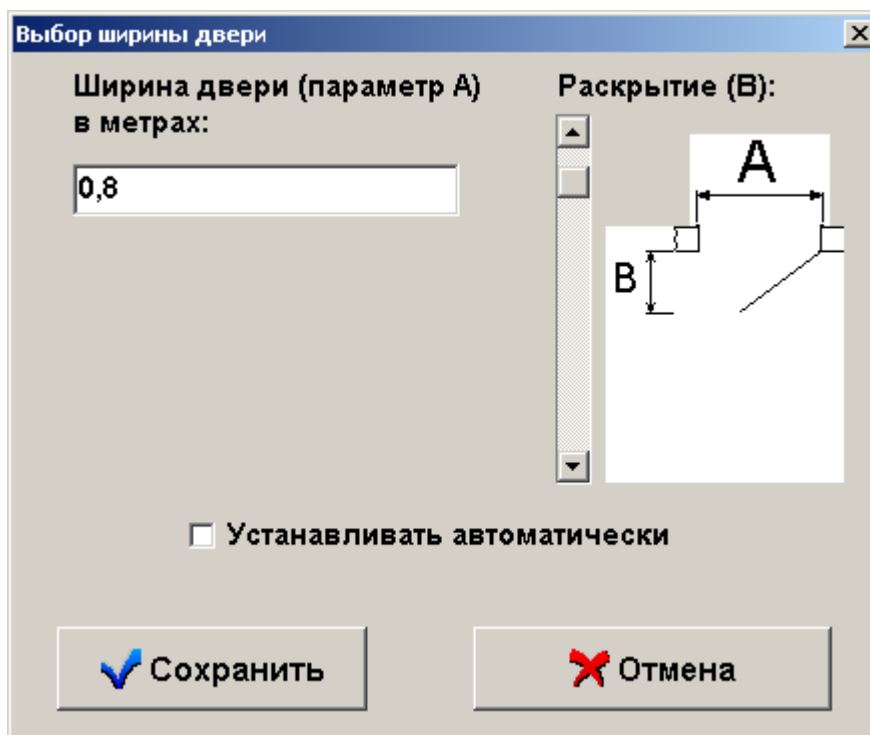 Выбор ширины двери
Ширина двери (параметр А)
в метрах:
0,8
Раскрытие (В):
А
В
Устанавливать автоматически
Сохранить
Отмена